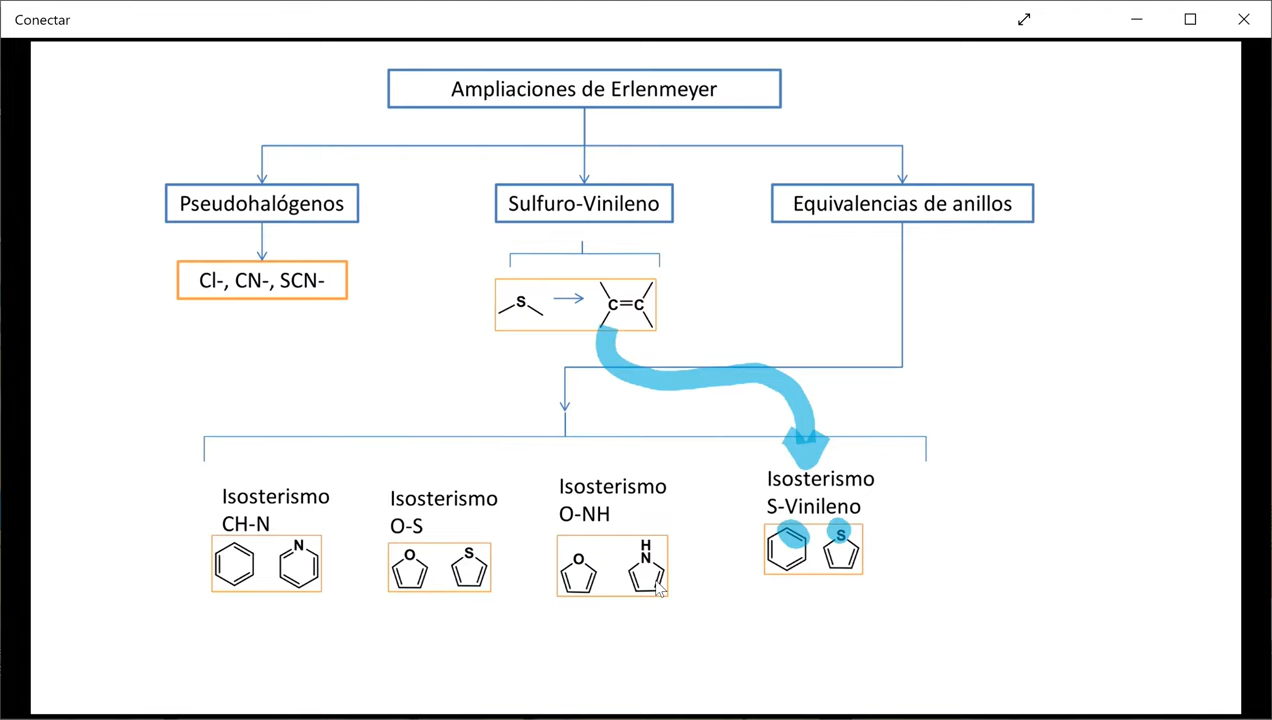 Conectar
Ampliaciones de Erlenmeyer
Pseudohalógenos
Sulfuro-Vinileno
Equivalencias de anillos
Cl-, CN-, SCN-
S
C=C
Isosterismo
CH-N
N
Isosterismo
O-S
O
S
Isosterismo
O-NH
O
H
N
Isosterismo
S-Vinileno
S